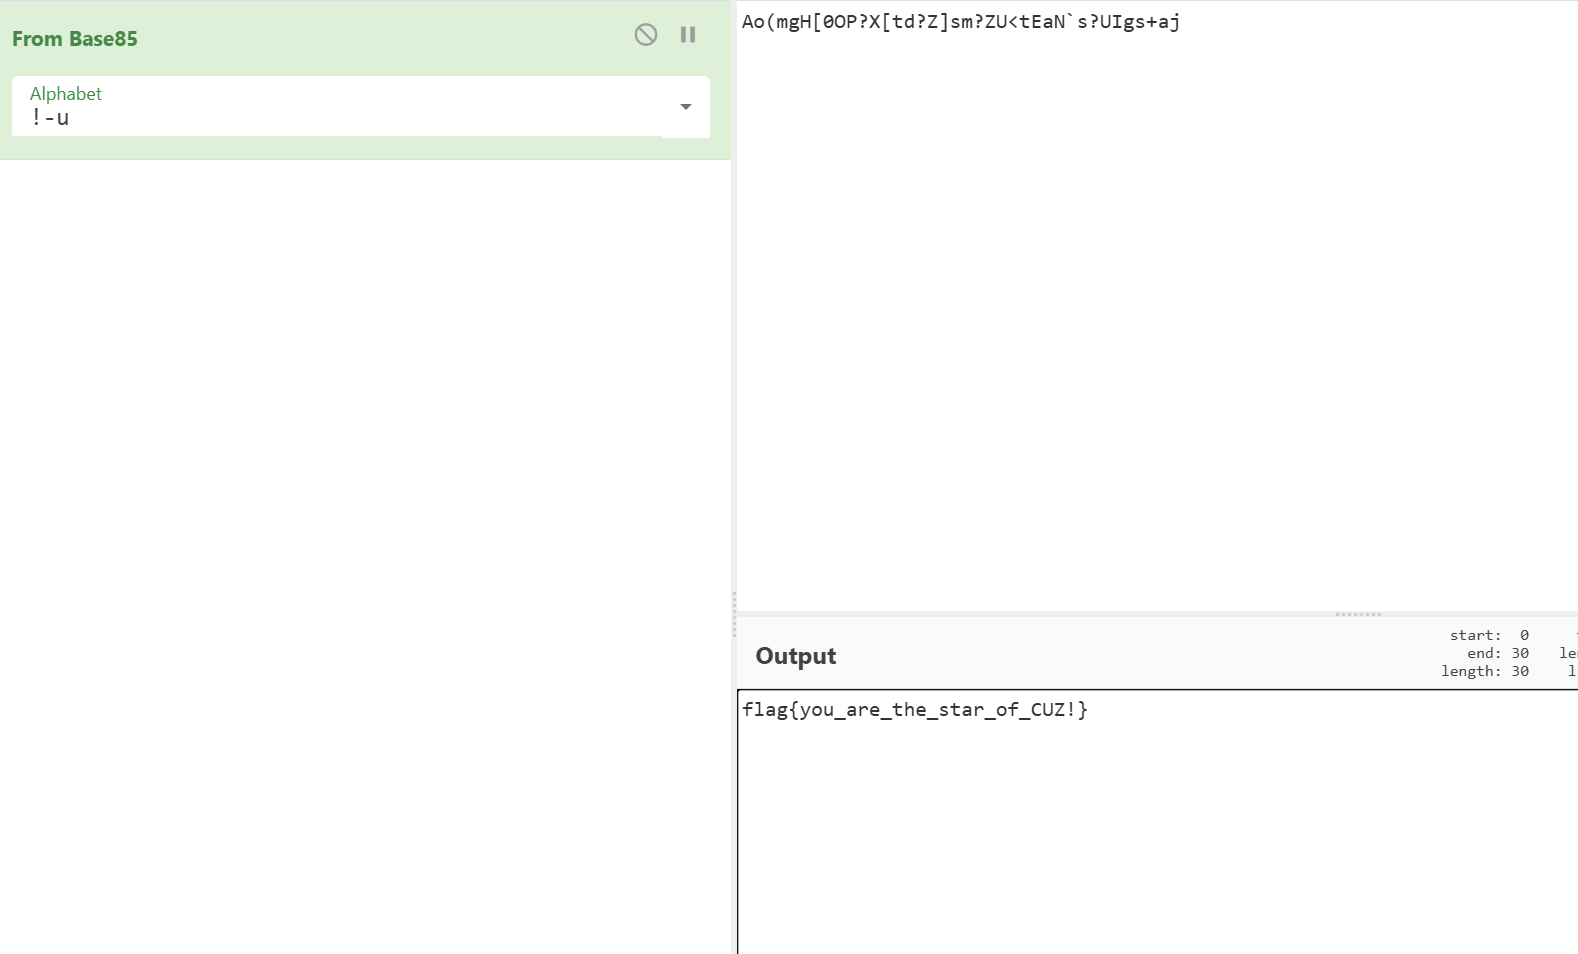 From Base85
Alphabet
!-u
Ao(mgH[0OP?X[td?Z]sm?ZU<tEaN`s?UIgs+aj
Output
start: 0
end: 30
length: 30
flag{you_are_the_star_of_CUZ!}